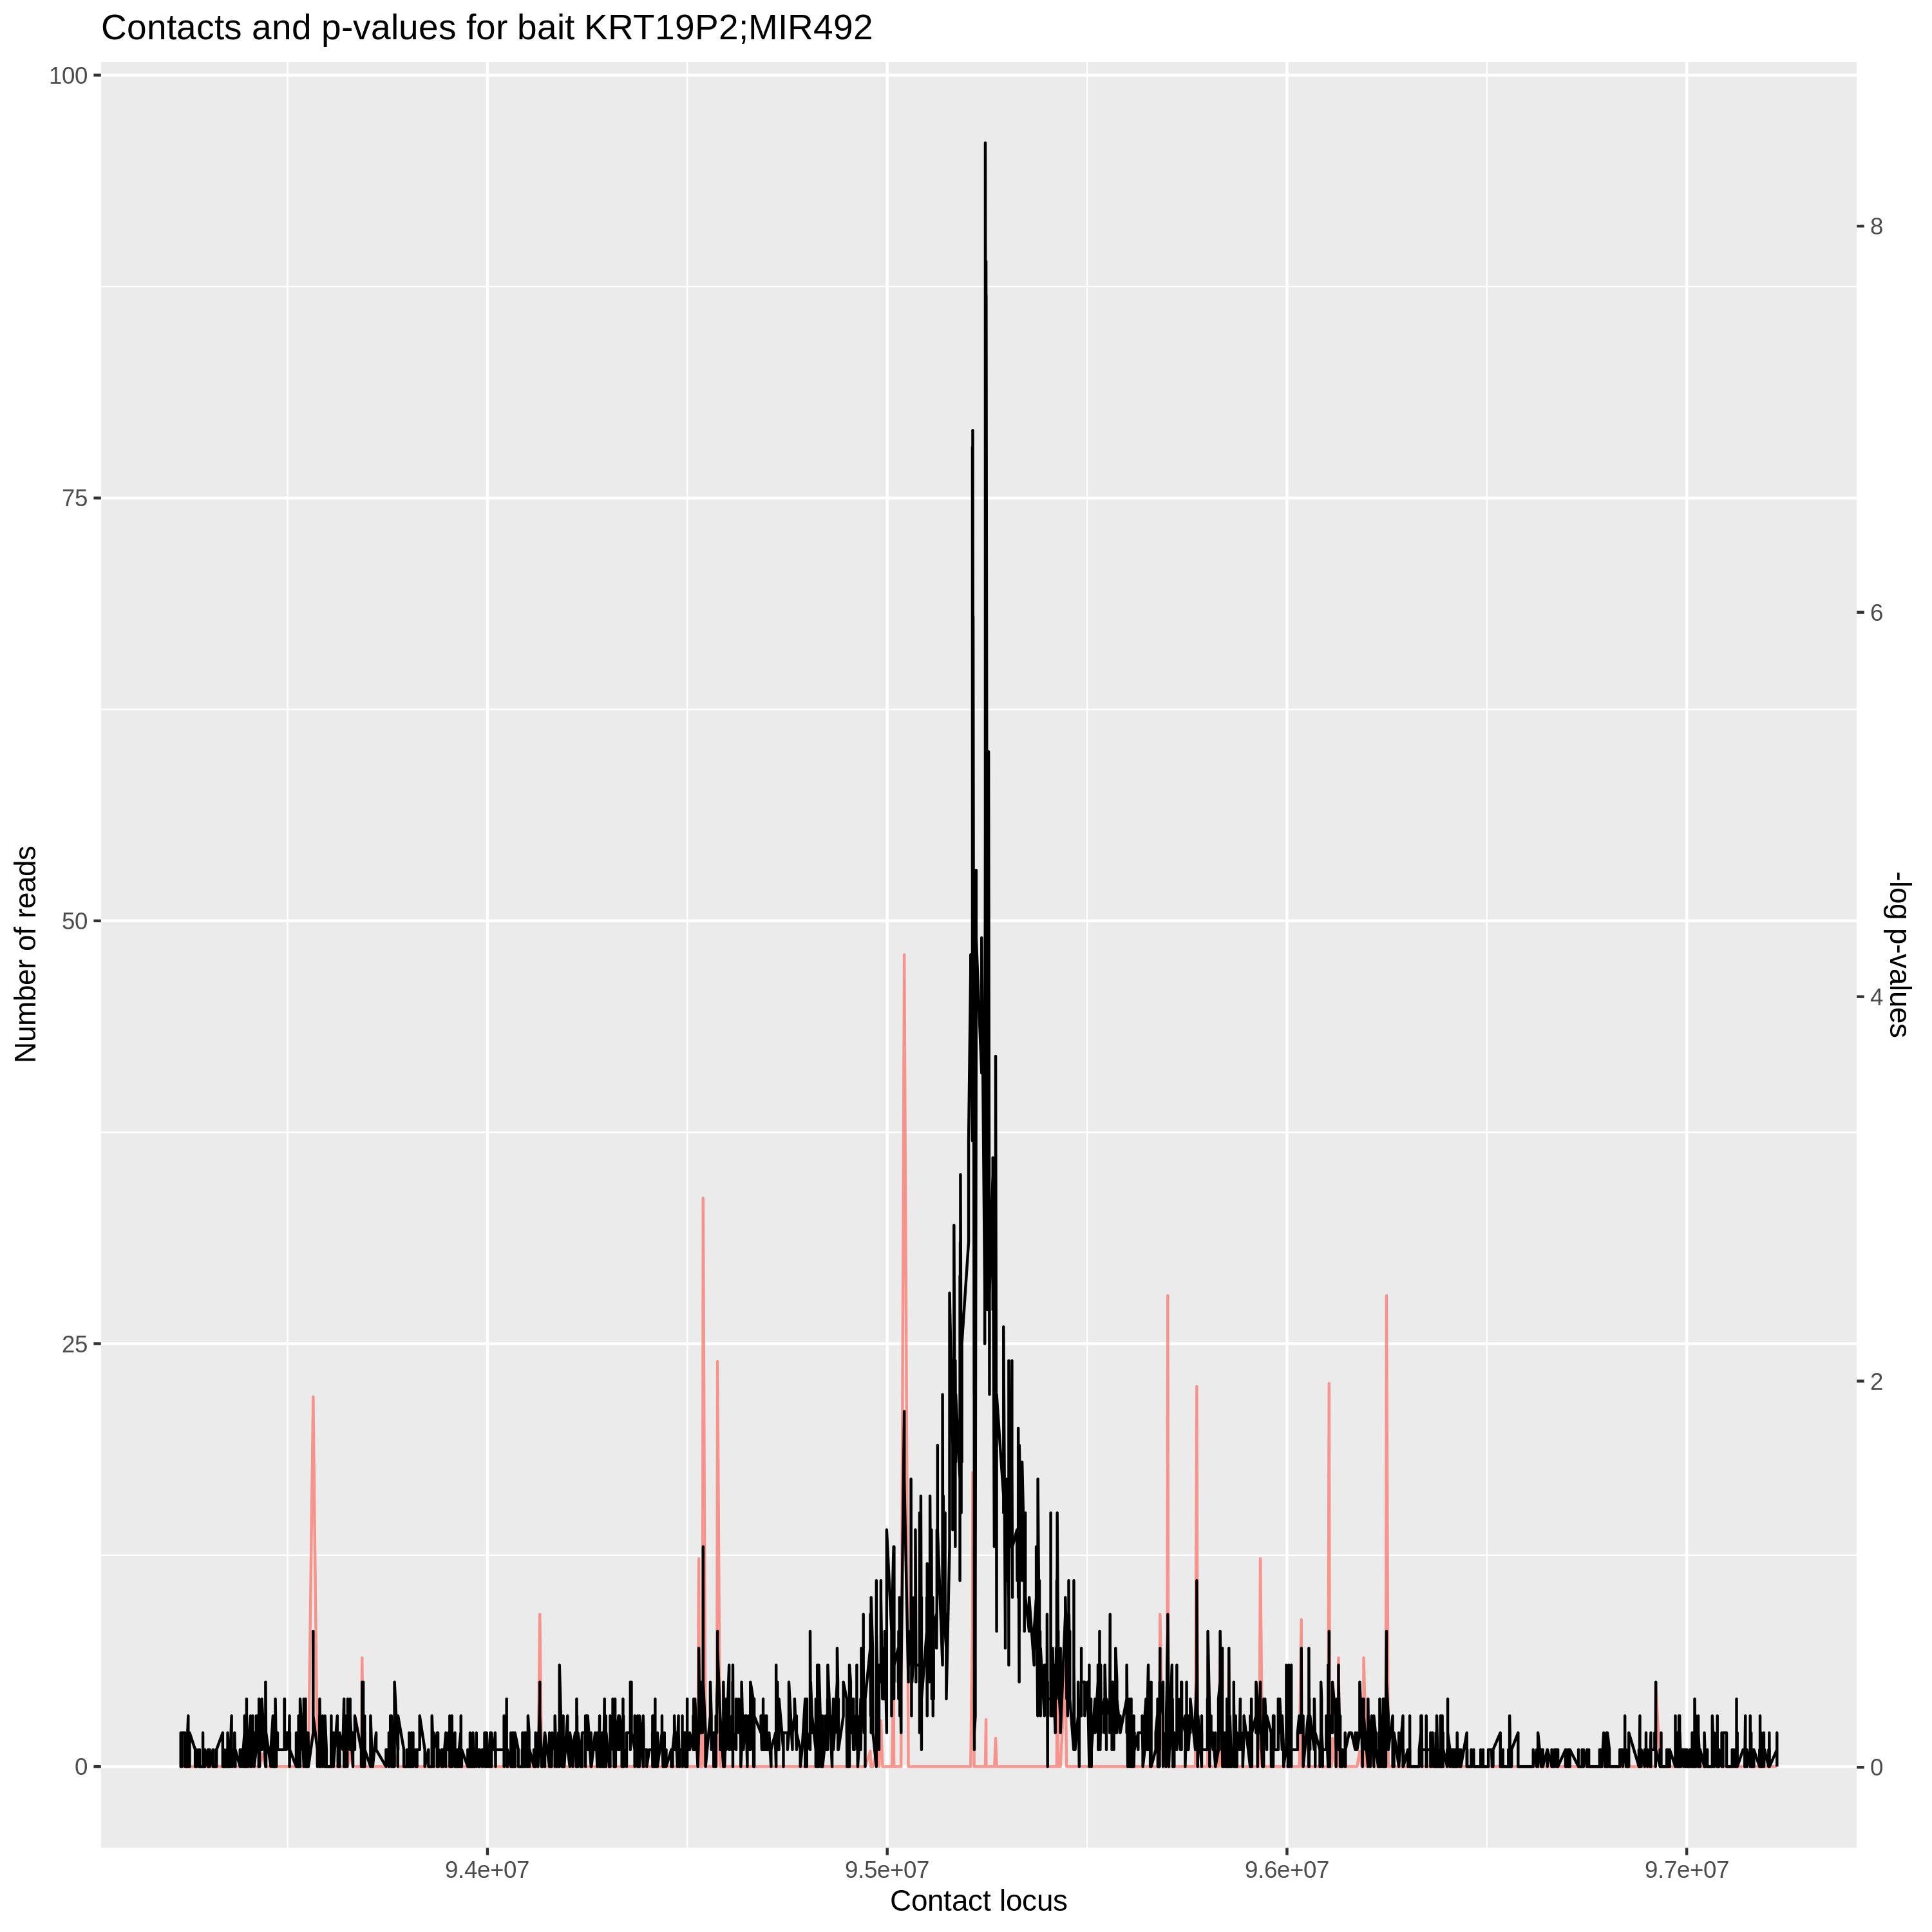 Contacts and p-values for bait KRT19P2;MIR492
100
75
50
25
0
Number of reads
8
6
4
2
0
-log p-values
9.4e+07
9.5e+07
9.6e+07
9.7e+07
Contact locus